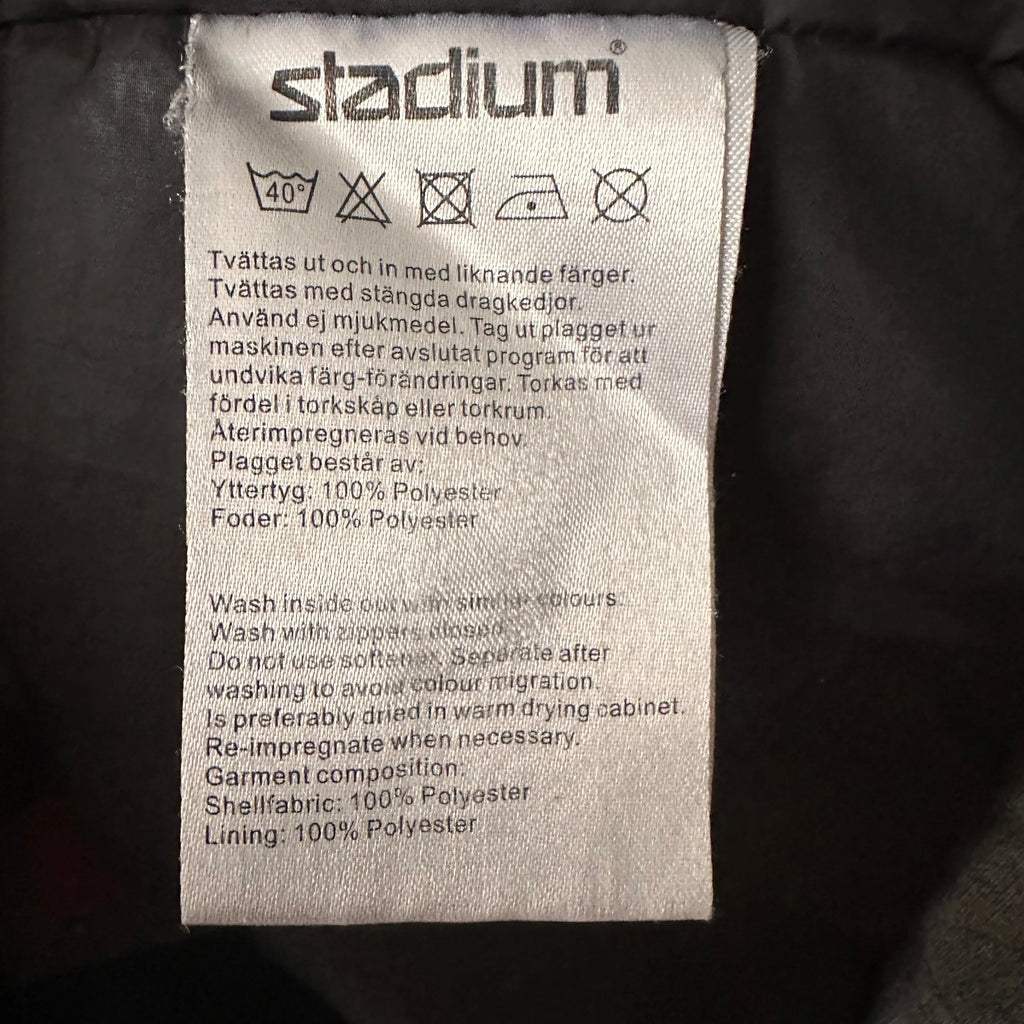 stadium®
40°
Tvättas ut och in med liknande färger.
Tvättas med stängda dragkedjor.
Använd ej mjukmedel. Tag ut plagget ur
maskinen efter avslutat program för att
undvika färg-förändringar. Torkas med
fördel i torkskåp eller torkrum.
Återimpregneras vid behov.
Plagget består av:
Yttertyg: 100% Polyester
Foder: 100% Polyester
Wash inside out with similar colours.
Wash with zippers closed.
Do not use softener. Separate after
washing to avoid colour migration.
Is preferably dried in warm drying cabinet.
Re-impregnate when necessary.
Garment composition:
Shellfabric: 100% Polyester
Lining: 100% Polyester